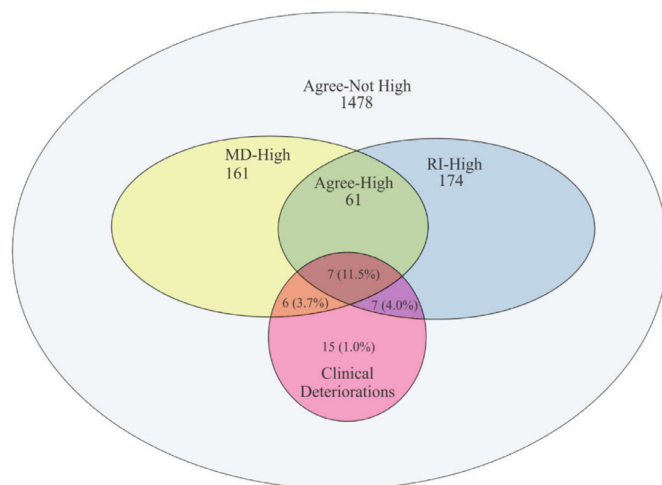 Agree-Not High
1478
MD-High
161
RI-High
174
Agree-High
61
7 (11.5%)
6 (3.7%)
7 (4.0%)
15 (1.0%)
Clinical
Deteriorations